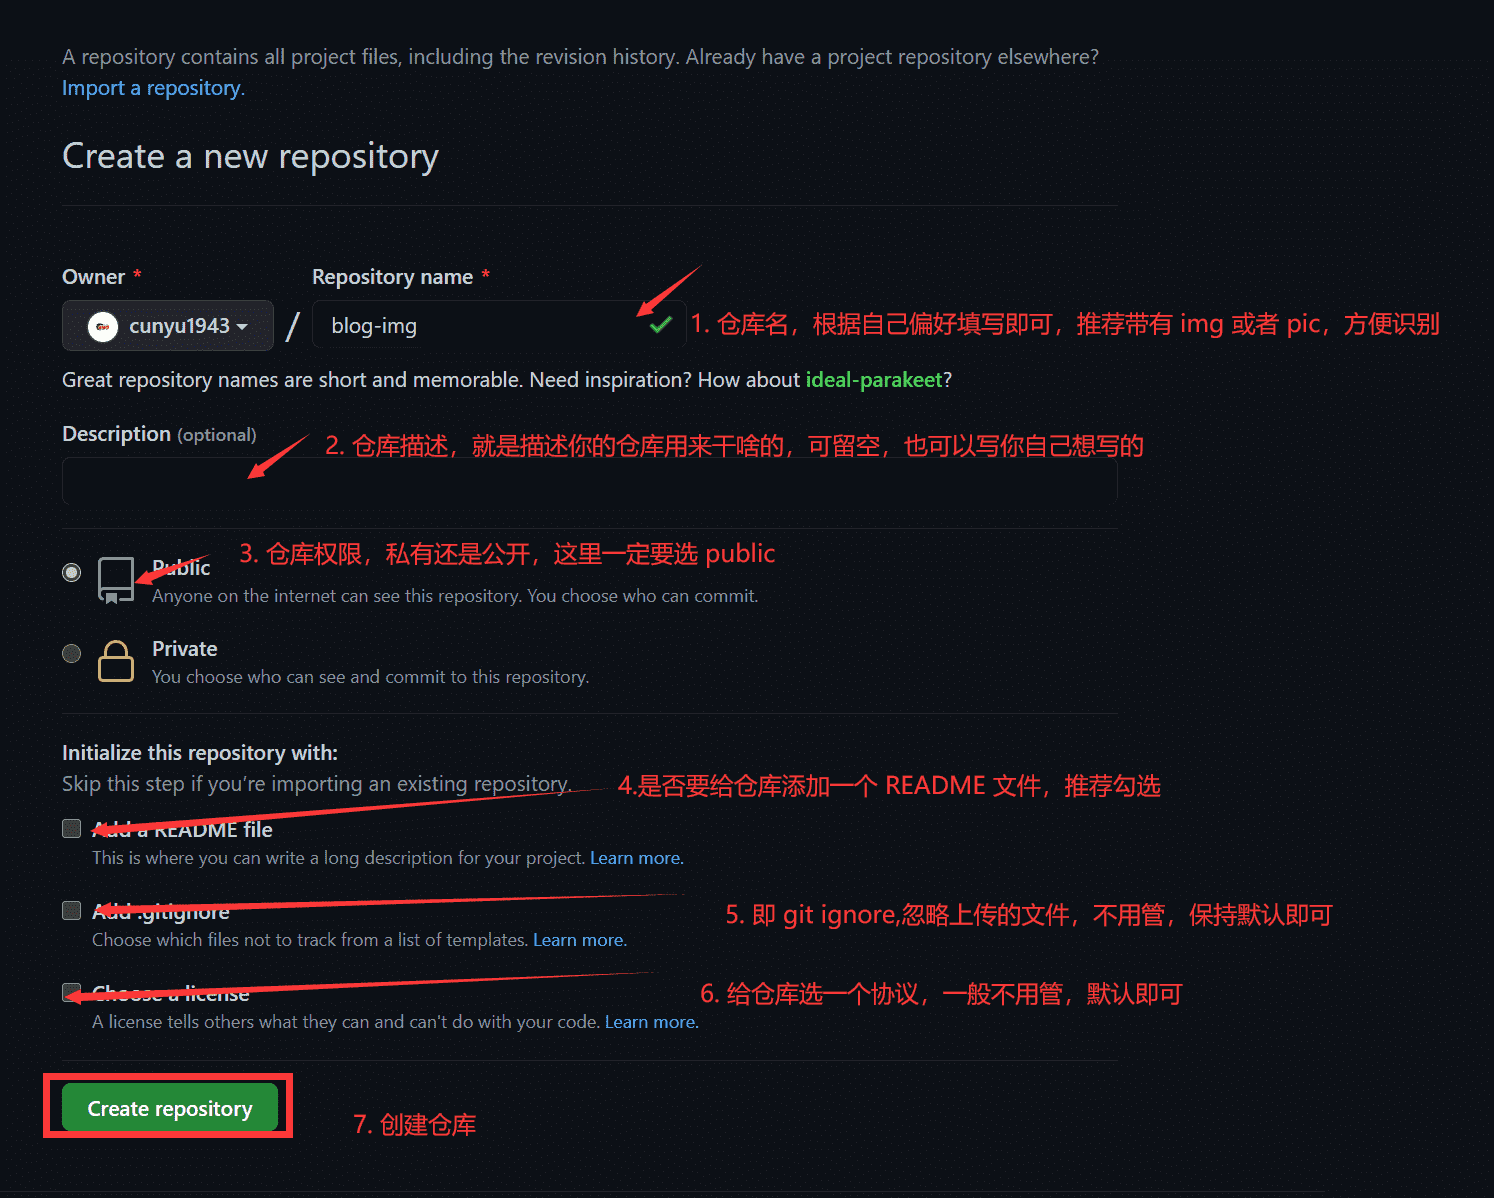 A repository contains all project files, including the revision history. Already have a project repository elsewhere?
Import a repository.
Create a new repository
Owner *
Repository name *
cunyu1943
/
blog-img
1. 仓库名，根据自己偏好填写即可，推荐带有 img 或者 pic，方便识别
Great repository names are short and memorable. Need inspiration? How about ideal-parakeet?
Description (optional)
2. 仓库描述，就是描述你的仓库用来干啥的，可留空，也可以写你自己想写的
3. 仓库权限，私有还是公开，这里一定要选 public
Public
Anyone on the internet can see this repository. You choose who can commit.
Private
You choose who can see and commit to this repository.
Initialize this repository with:
Skip this step if you’re importing an existing repository.
4.是否要给仓库添加一个 README 文件，推荐勾选
Add a README file
This is where you can write a long description for your project. Learn more.
Add .gitignore
5. 即 git ignore,忽略上传的文件，不用管，保持默认即可
Choose which files not to track from a list of templates. Learn more.
Choose a license
6. 给仓库选一个协议，一般不用管，默认即可
A license tells others what they can and can't do with your code. Learn more.
Create repository
7. 创建仓库